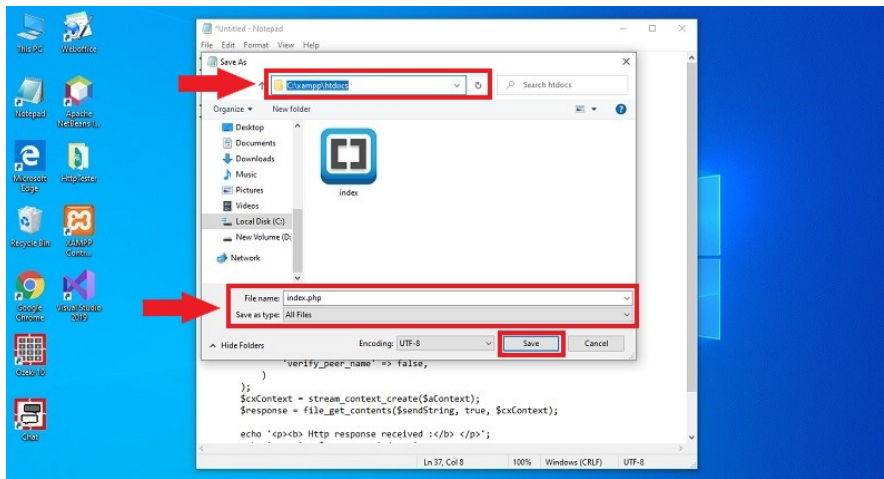 This PC
Weboffice
Notepad
Apache
NetBeans I...
Microsoft
Edge
HttpTester
Recycle Bin
XAMPP
Contr...
Google
Chrome
Visual Studio
2019
Ozeki 10
Chat
*Untitled - Notepad
File Edit Format View Help
Save As
C:\xampp\htdocs
Search htdocs
Organize
New folder
Desktop
Documents
Downloads
Music
Pictures
Videos
Local Disk (C:)
New Volume (D:
Network
index
File name: index.php
Save as type: All Files
Hide Folders
Encoding: UTF-8
Save
Cancel
'verify_peer_name' => false,
)
);
$cxContext = stream_context_create($aContext);
$response = file_get_contents($sendString, true, $cxContext);
echo '<p><b> Http response received :</b> </p>';
Ln 37, Col 8
100%
Windows (CRLF)
UTF-8